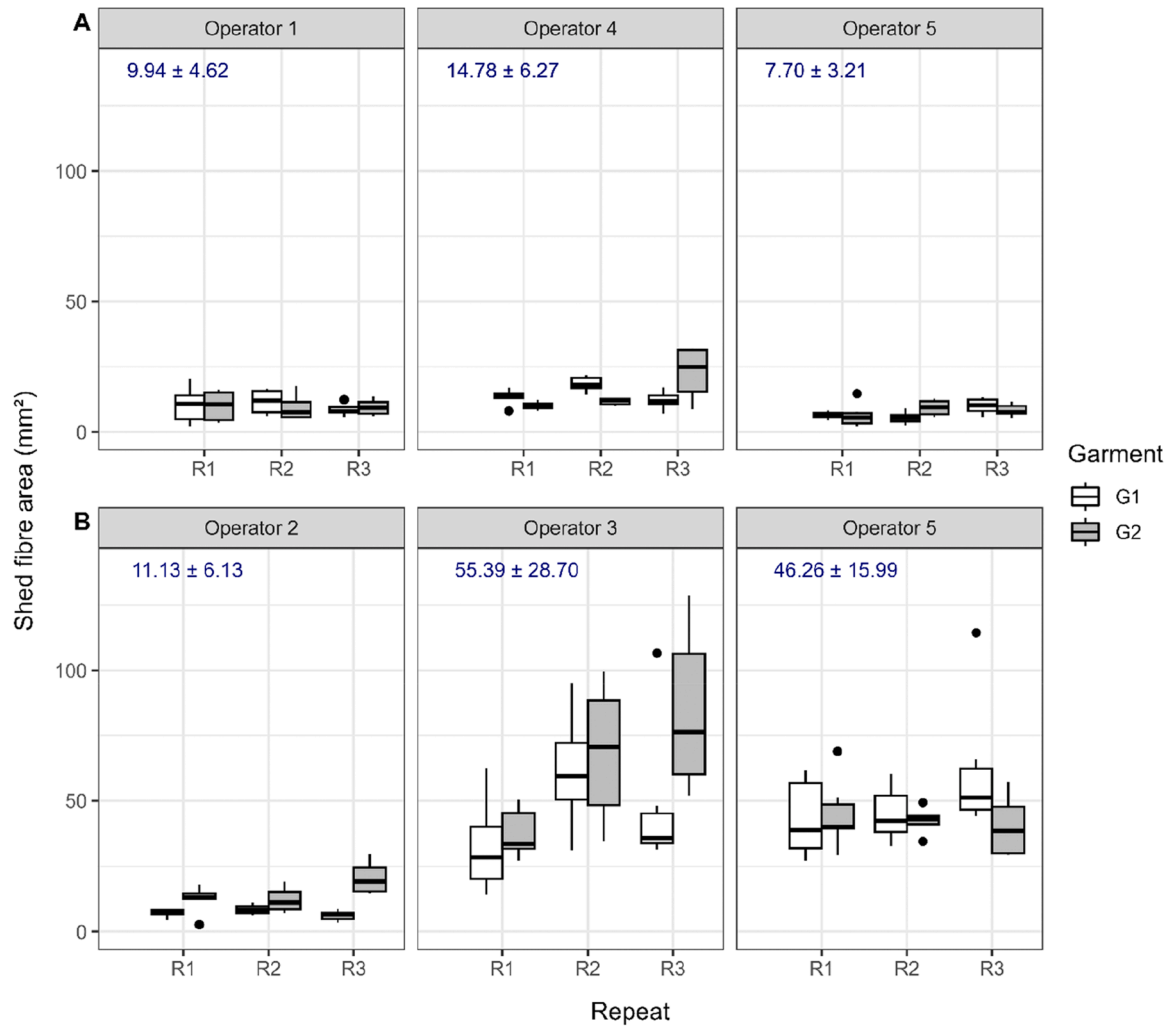 A
Operator 1
Operator 4
Operator 5
9.94 ± 4.62
14.78 ± 6.27
7.70 ± 3.21
100
50
0
R1 R2 R3
R1 R2 R3
R1 R2 R3
B
Operator 2
Operator 3
Operator 5
11.13 ± 6.13
55.39 ± 28.70
46.26 ± 15.99
100
50
0
R1 R2 R3
R1 R2 R3
R1 R2 R3
Shed fibre area (mm²)
Repeat
Garment
G1
G2